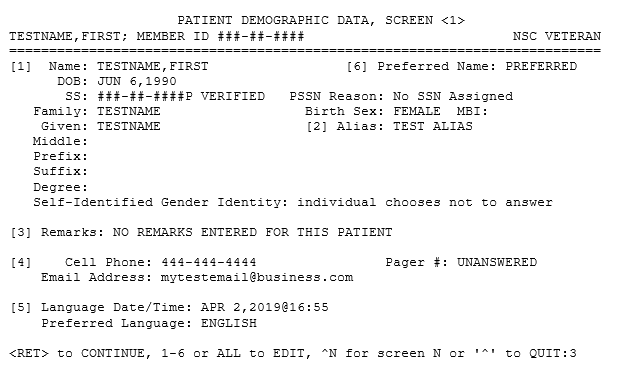 PATIENT DEMOGRAPHIC DATA, SCREEN <1>
TESTNAME,FIRST; MEMBER ID ###-##-#### NSC VETERAN
==========================================================================
[1] Name: TESTNAME,FIRST [6] Preferred Name: PREFERRED
DOB: JUN 6,1990
SS: ###-##-####P VERIFIED PSSN Reason: No SSN Assigned
Family: TESTNAME Birth Sex: FEMALE MBI:
Given: TESTNAME [2] Alias: TEST ALIAS
Middle:
Prefix:
Suffix:
Degree:
Self-Identified Gender Identity: individual chooses not to answer
[3] Remarks: NO REMARKS ENTERED FOR THIS PATIENT
[4] Cell Phone: 444-444-4444 Pager #: UNANSWERED
Email Address: mytestemail@business.com
[5] Language Date/Time: APR 2,2019@16:55
Preferred Language: ENGLISH
<RET> to CONTINUE, 1-6 or ALL to EDIT, ^N for screen N or '^' to QUIT:3